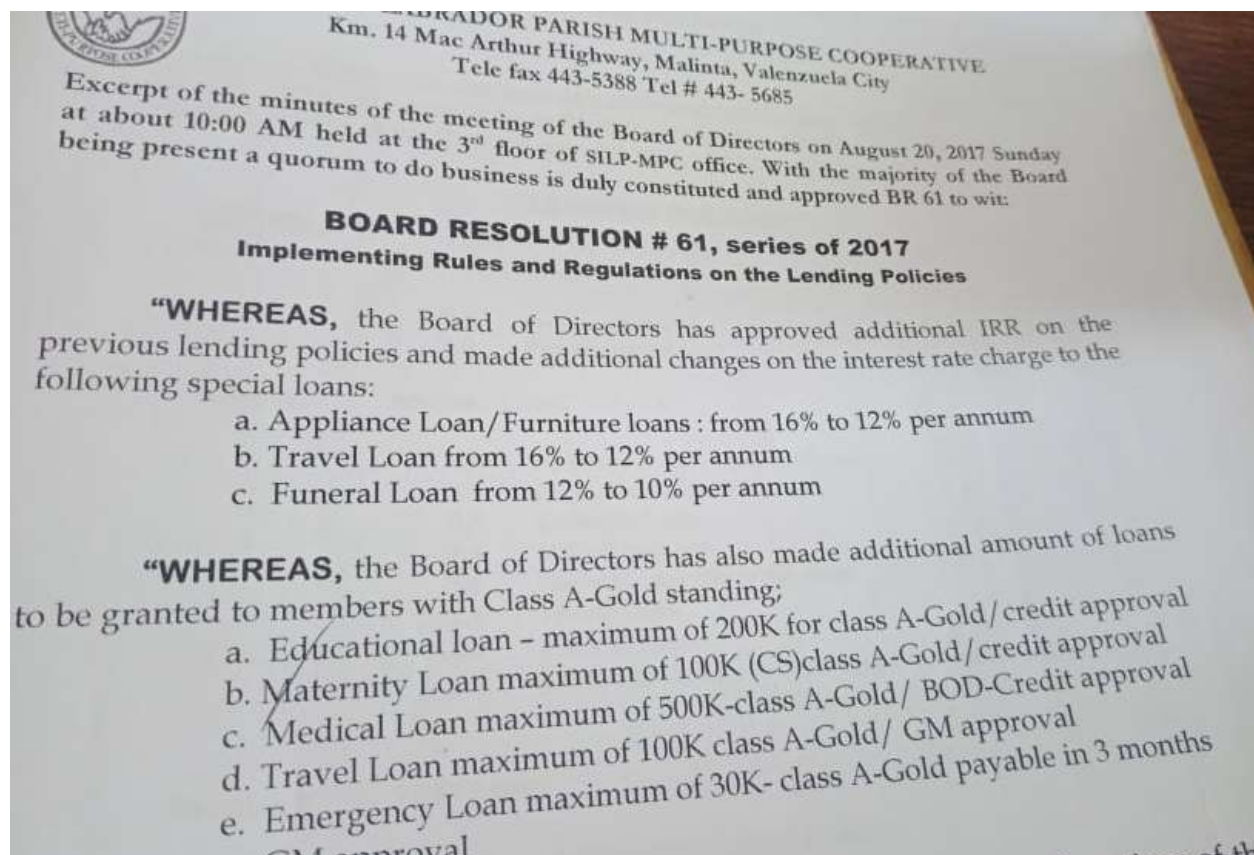 PARISH MULTI-PURPOSE COOPERATIVE
Km. 14 Mac Arthur Highway, Malinta, Valenzuela City
Tele fax 443-5388 Tel # 443- 5685
Excerpt of the minutes of the meeting of the Board of Directors on August 20, 2017 Sunday
at about 10:00 AM held at the 3rd floor of SILP-MPC office. With the majority of the Board
being present a quorum to do business is duly constituted and approved BR 61 to wit:
BOARD RESOLUTION # 61, series of 2017
Implementing Rules and Regulations on the Lending Policies
“WHEREAS, the Board of Directors has approved additional IRR on the
previous lending policies and made additional changes on the interest rate charge to the
following special loans:
a. Appliance Loan/Furniture loans : from 16% to 12% per annum
b. Travel Loan from 16% to 12% per annum
c. Funeral Loan from 12% to 10% per annum
“WHEREAS, the Board of Directors has also made additional amount of loans
to be granted to members with Class A-Gold standing;
a. Educational loan – maximum of 200K for class A-Gold/credit approval
b. Maternity Loan maximum of 100K (CS)class A-Gold/credit approval
c. Medical Loan maximum of 500K-class A-Gold/ BOD-Credit approval
d. Travel Loan maximum of 100K class A-Gold/ GM approval
e. Emergency Loan maximum of 30K- class A-Gold payable in 3 months
GM approval